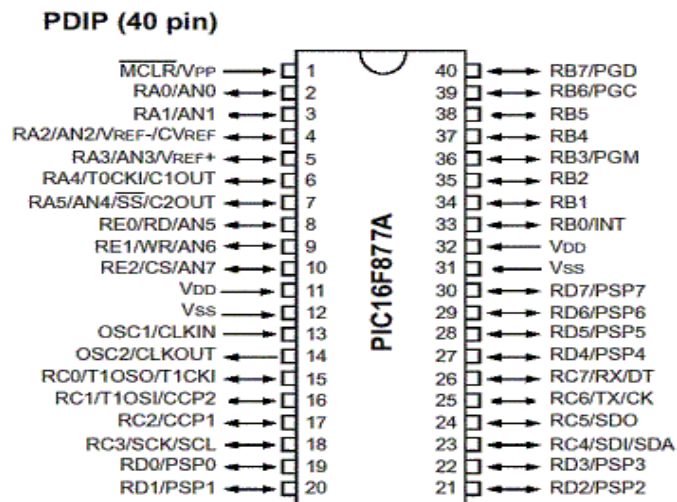 PDIP (40 pin)
MCLR/VPP 1 40 RB7/PGD
RA0/AN0 2 39 RB6/PGC
RA1/AN1 3 38 RB5
RA2/AN2/VREF-/CVREF 4 37 RB4
RA3/AN3/VREF+ 5 36 RB3/PGM
RA4/T0CKI/C1OUT 6 35 RB2
RA5/AN4/SS/C2OUT 7 34 RB1
RE0/RD/AN5 8 33 RB0/INT
RE1/WR/AN6 9 32 VDD
RE2/CS/AN7 10 31 VSS
VDD 11 30 RD7/PSP7
VSS 12 29 RD6/PSP6
OSC1/CLKIN 13 28 RD5/PSP5
OSC2/CLKOUT 14 27 RD4/PSP4
RC0/T1OSO/T1CKI 15 26 RC7/RX/DT
RC1/T1OSI/CCP2 16 25 RC6/TX/CK
RC2/CCP1 17 24 RC5/SDO
RC3/SCK/SCL 18 23 RC4/SDI/SDA
RD0/PSP0 19 22 RD3/PSP3
RD1/PSP1 20 21 RD2/PSP2
PIC16F877A